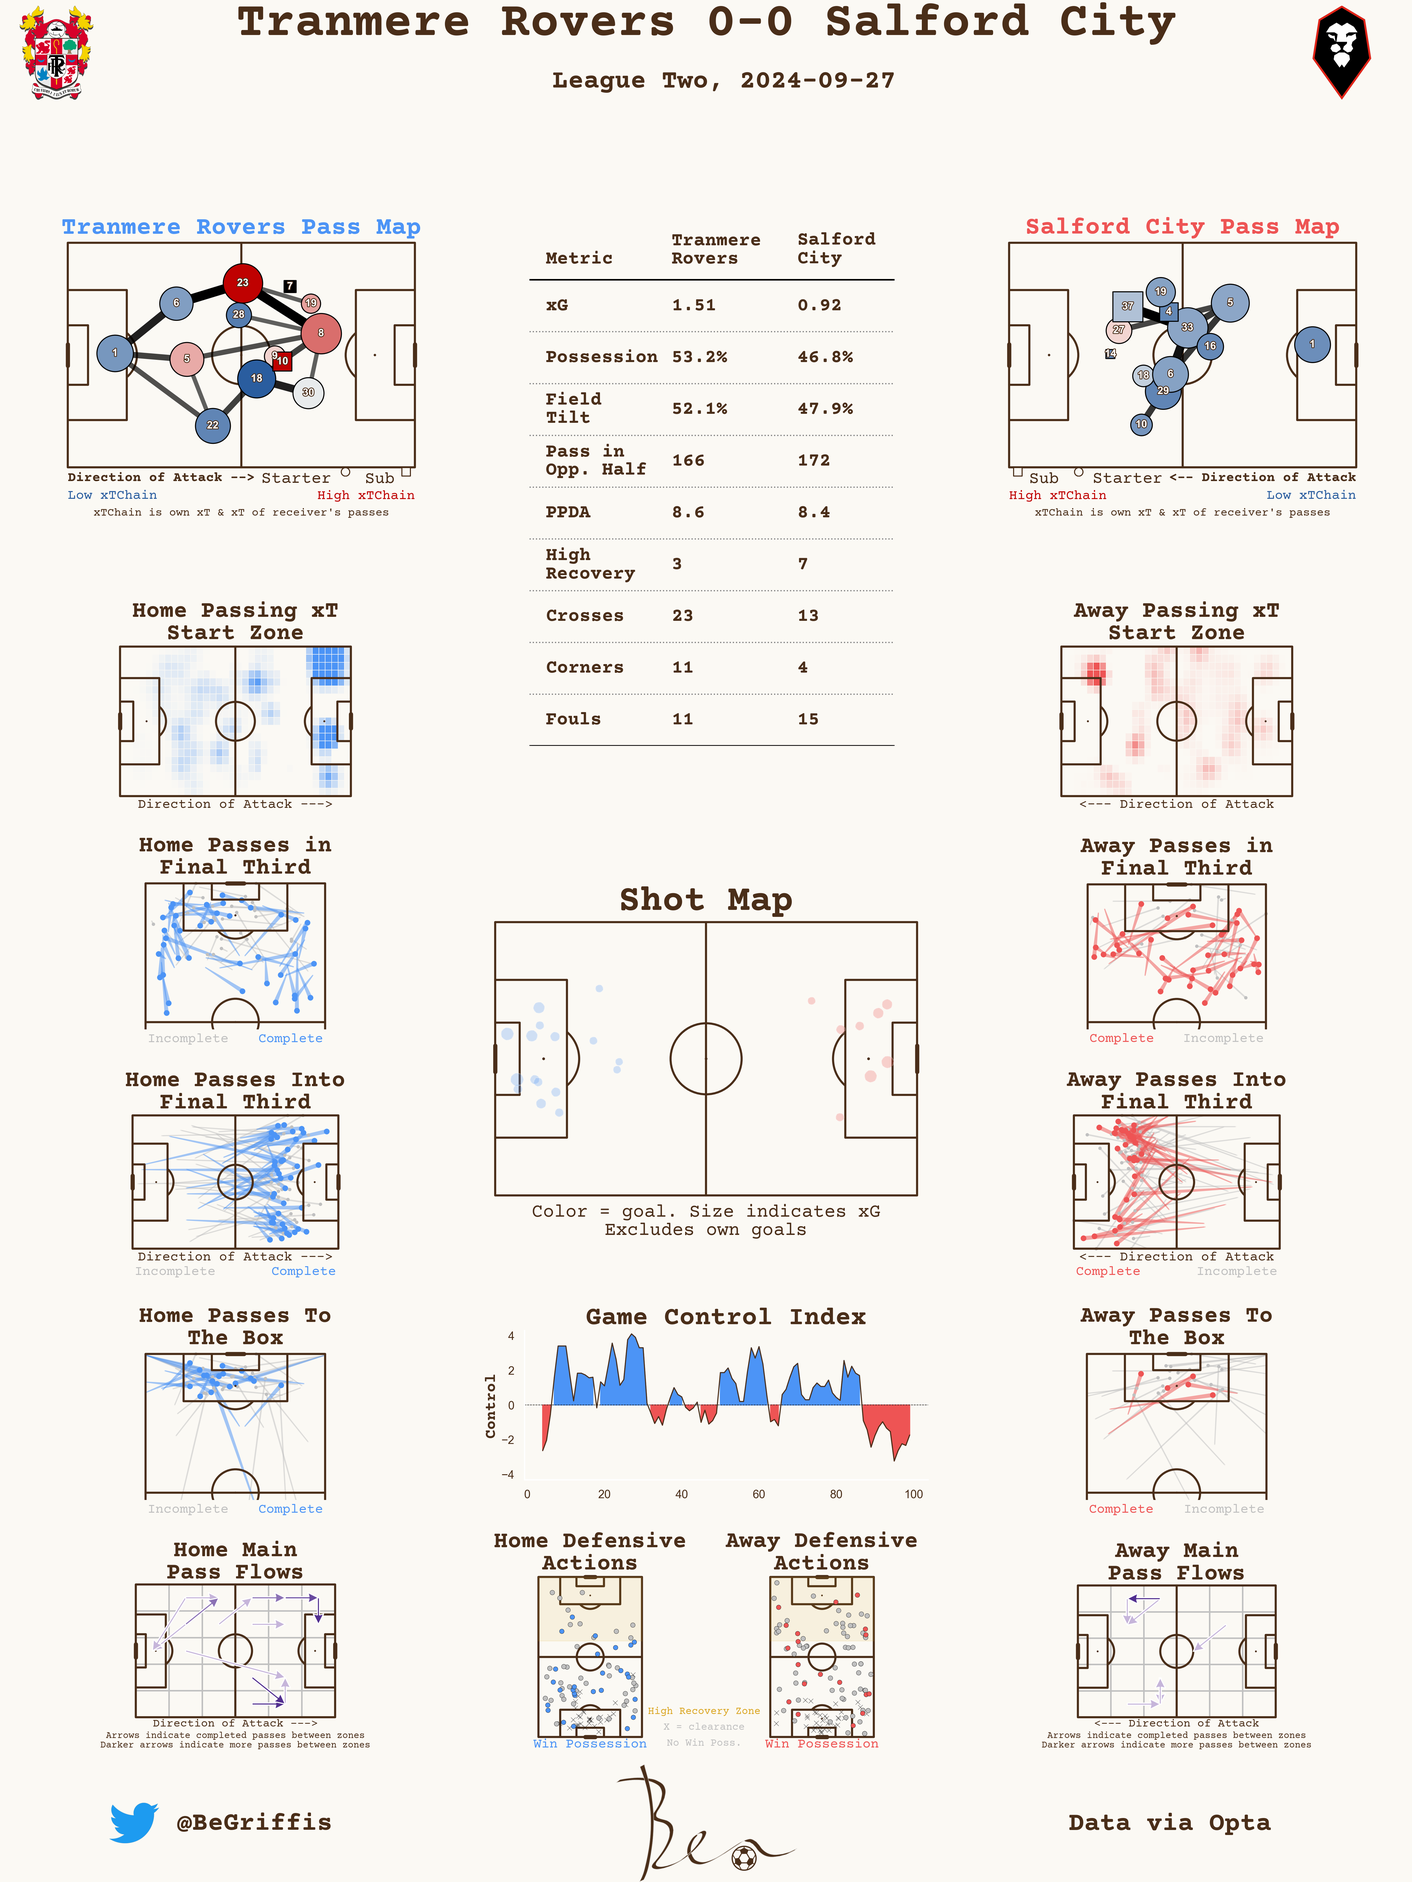 Tranmere Rovers 0-0 Salford City
League Two, 2024-09-27
Tranmere Rovers Pass Map
23
7
6
19
28
8
1
5
9
10
18
30
22
Direction of Attack --> Starter Sub
Low xTChain High xTChain
xTChain is own xT & xT of receiver's passes
Metric Tranmere Rovers Salford City
xG 1.51 0.92
Possession 53.2% 46.8%
Field Tilt 52.1% 47.9%
Pass in Opp. Half 166 172
PPDA 8.6 8.4
High Recovery 3 7
Crosses 23 13
Corners 11 4
Fouls 11 15
Salford City Pass Map
19
37
5
4
27
33
16
1
14
18
6
29
10
Sub Starter <-- Direction of Attack
High xTChain Low xTChain
xTChain is own xT & xT of receiver's passes
Home Passing xT
Start Zone
Direction of Attack --->
Away Passing xT
Start Zone
<--- Direction of Attack
Home Passes in
Final Third
Incomplete Complete
Away Passes in
Final Third
Complete Incomplete
Shot Map
Color = goal. Size indicates xG
Excludes own goals
Home Passes Into
Final Third
Direction of Attack --->
Incomplete Complete
Away Passes Into
Final Third
<--- Direction of Attack
Complete Incomplete
Home Passes To
The Box
Incomplete Complete
Game Control Index
Control
4
2
0
−2
−4
0 20 40 60 80 100
Away Passes To
The Box
Complete Incomplete
Home Main
Pass Flows
Direction of Attack --->
Arrows indicate completed passes between zones
Darker arrows indicate more passes between zones
Home Defensive
Actions
Win Possession
High Recovery Zone
X = clearance
No Win Poss.
Away Defensive
Actions
Win Possession
Away Main
Pass Flows
<--- Direction of Attack
Arrows indicate completed passes between zones
Darker arrows indicate more passes between zones
@BeGriffis
Ben
Data via Opta